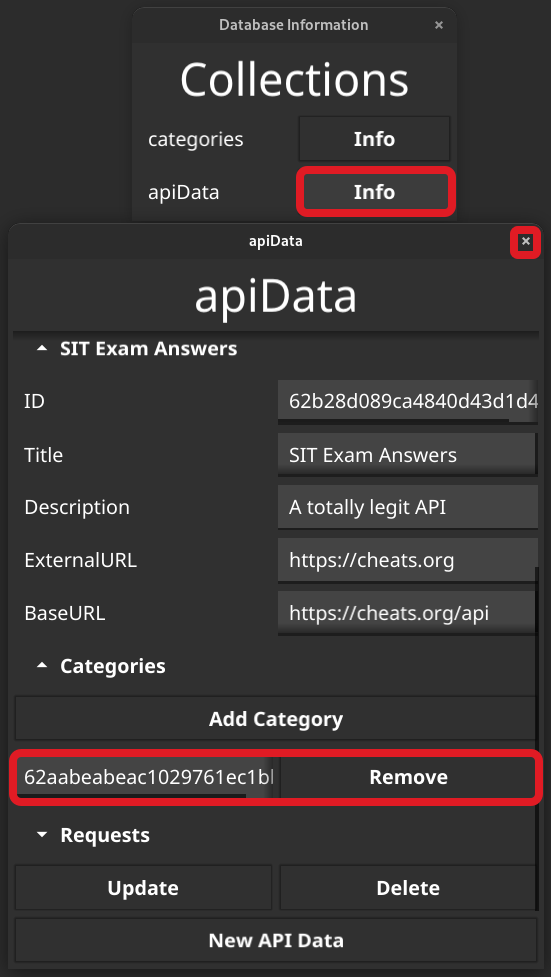 Database Information
Collections
categories Info
apiData Info
apiData
apiData
SIT Exam Answers
ID 62b28d089ca4840d43d1d4
Title SIT Exam Answers
Description A totally legit API
ExternalURL https://cheats.org
BaseURL https://cheats.org/api
Categories
Add Category
62aabeabeac1029761ec1bl Remove
Requests
Update Delete
New API Data